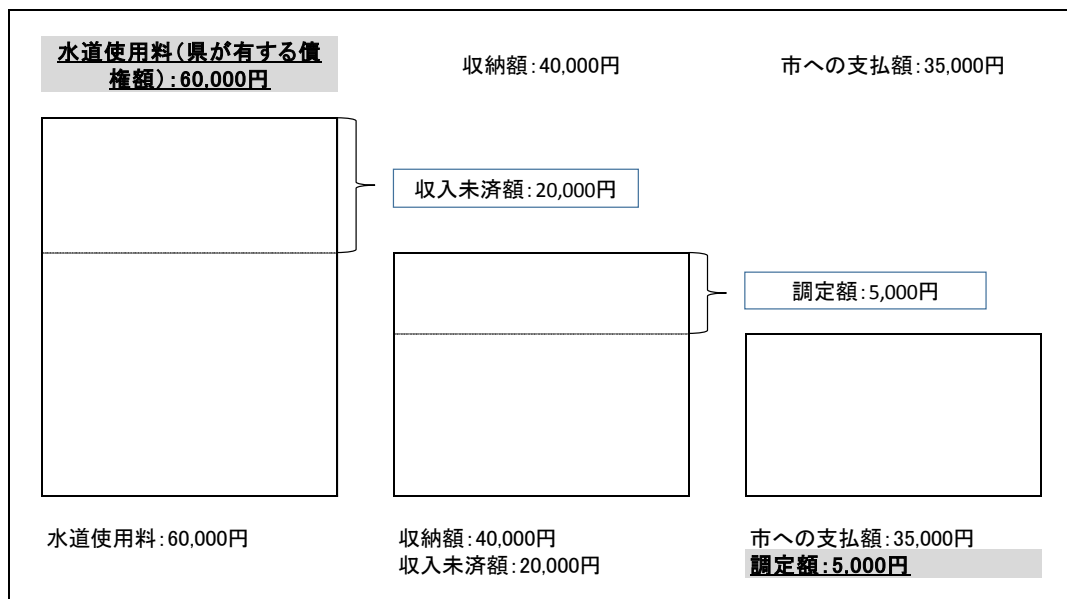 水道使用料(県が有する債
権額):60,000円
収納額:40,000円
市への支払額:35,000円
収入未済額:20,000円
調定額:5,000円
水道使用料:60,000円
収納額:40,000円
収入未済額:20,000円
市への支払額:35,000円
調定額:5,000円